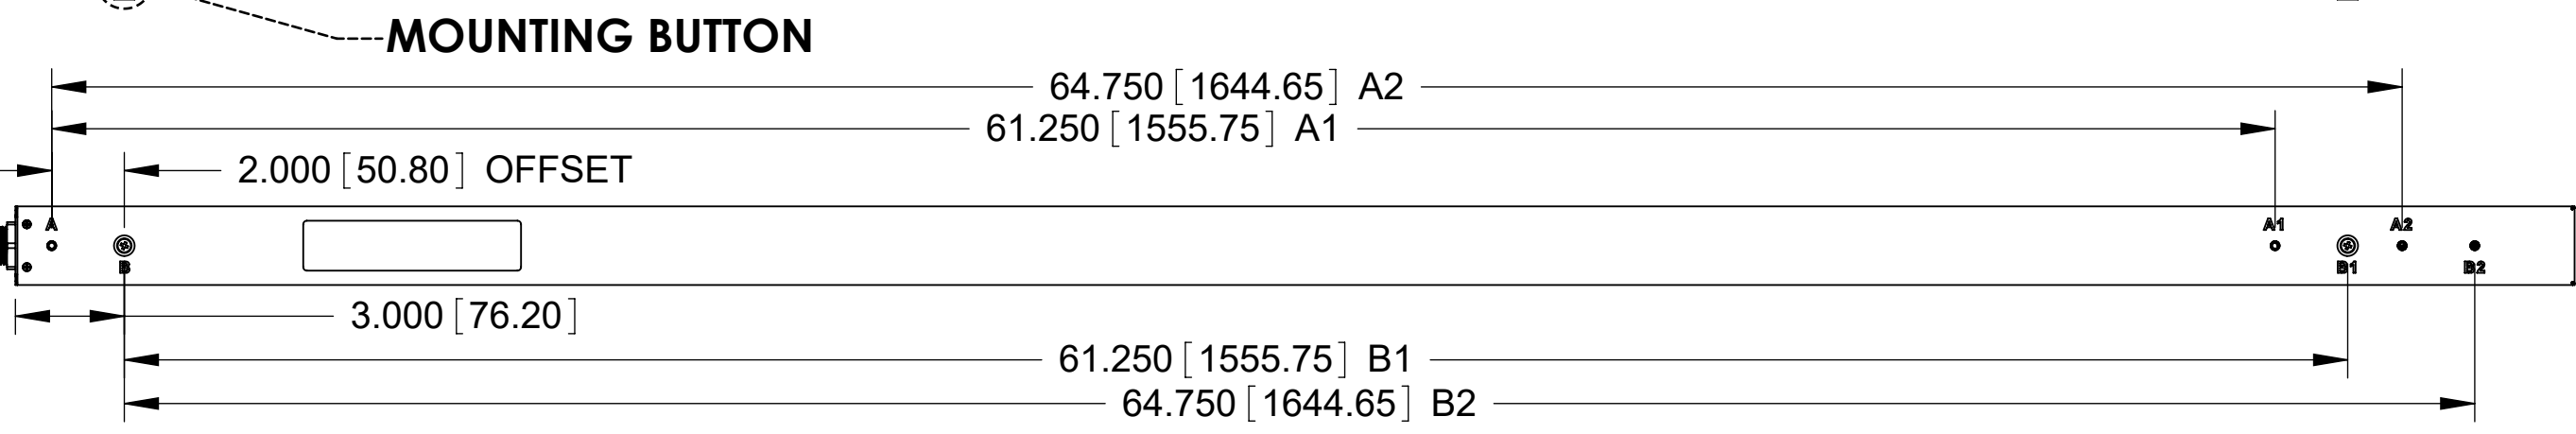 MOUNTING BUTTON
64.750 [1644.65] A2
61.250 [1555.75] A1
2.000 [50.80] OFFSET
A A1 A2
B B1 B2
3.000 [76.20]
61.250 [1555.75] B1
64.750 [1644.65] B2